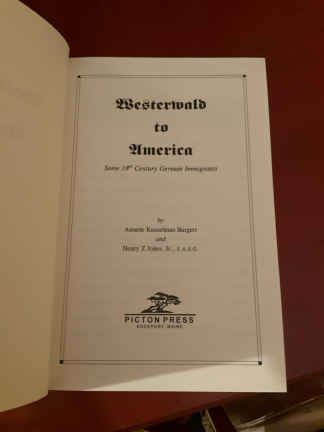 Westerwald
to
America
Some 18th Century German Immigrants
by
Annette Kunselman Burgert
and
Henry Z Jones, Jr., F.A.S.G.
PICTON PRESS
ROCKPORT, MAINE